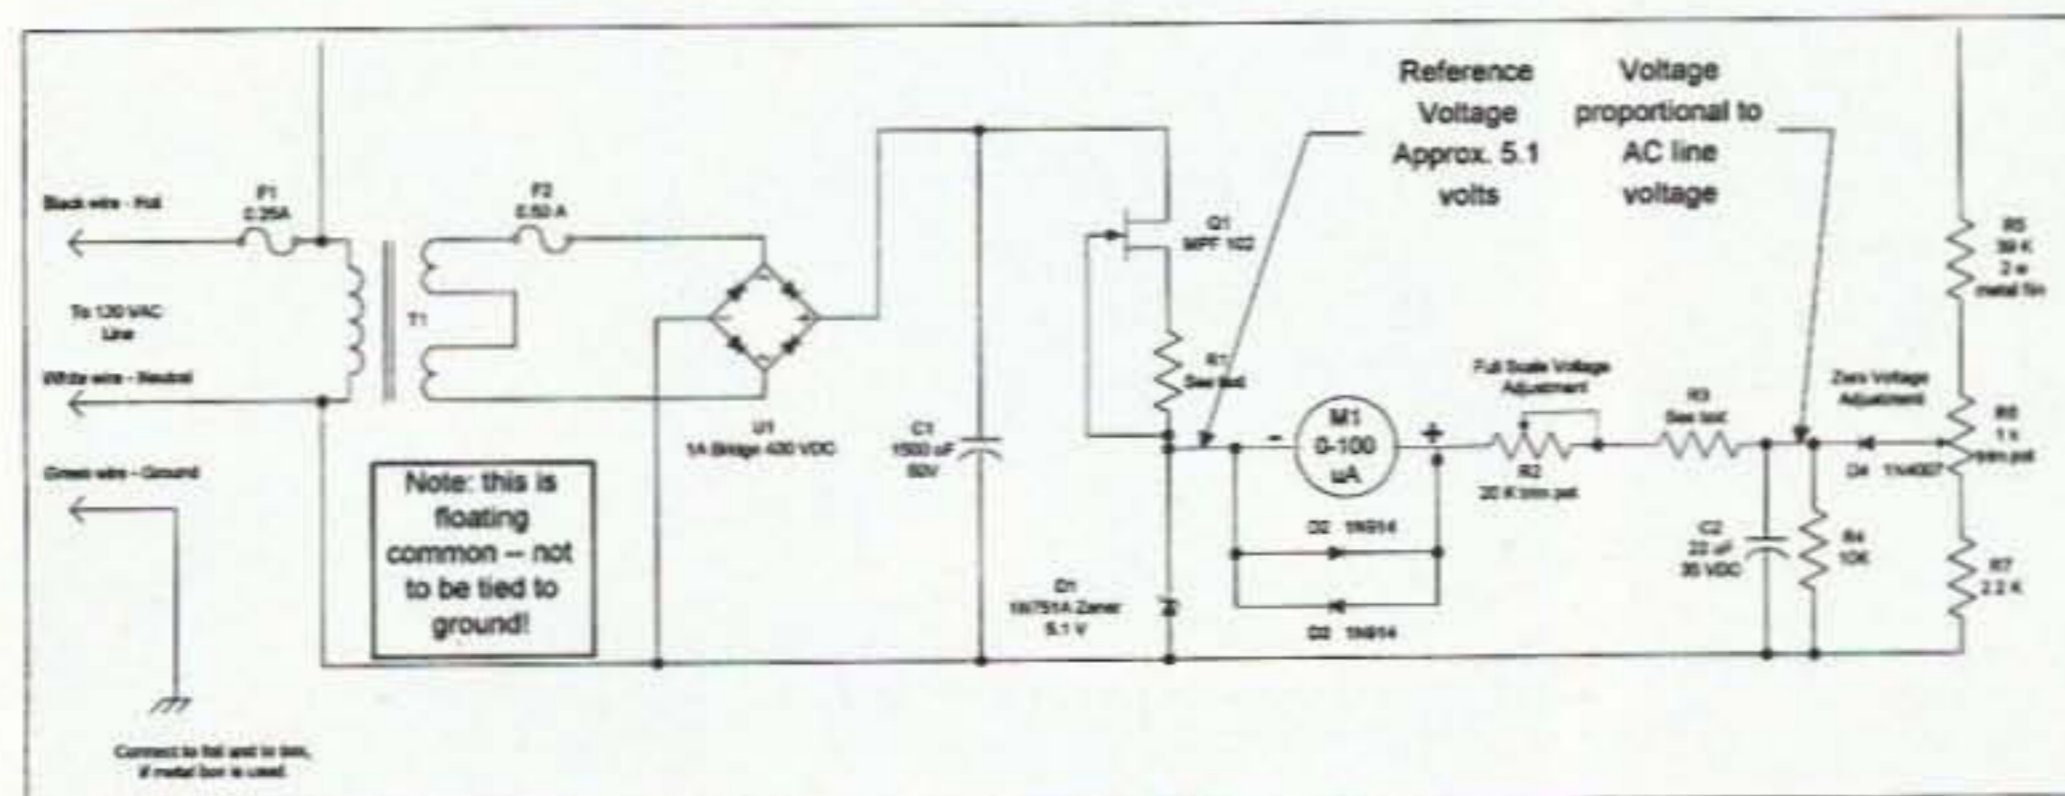 Reference
Voltage
Approx. 5.1
volts
Voltage
proportional to
AC line
voltage
Black wire - Hot
F1
0.25A
To 120 VAC
Line
White wire - Neutral
Green wire - Ground
Connect to foil and to box,
if metal box is used.
T1
F2
0.50 A
U1
1A Bridge 400 VDC
Note: this is
floating
common -- not
to be tied to
ground!
C1
1500 uF
50V
Q1
MPF 102
R1
See text
D1
1N751A Zener
5.1 V
-
M1
0-100
uA
+
D2 1N914
1N914
Full Scale Voltage
Adjustment
R2
20 K trim pot
R3
See text
Zero Voltage
Adjustment
D4 1N4007
C2
22 uF
35 VDC
R4
10K
R5
39 K
2 w
metal film
R6
1 k
trim pot
R7
2.2 K